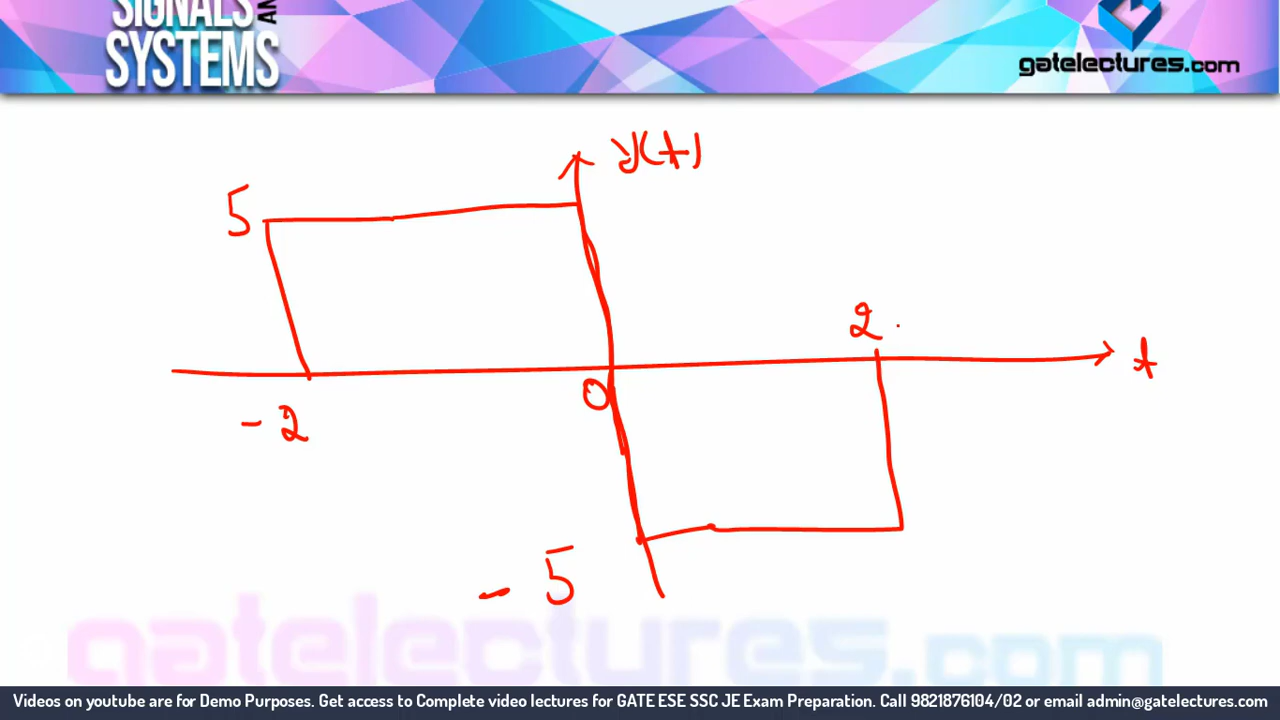 SIGNALS AND
SYSTEMS
gatelectures.com
y(t)
5
2
t
0
-2
-5
gatelectures.com
Videos on youtube are for Demo Purposes. Get access to Complete video lectures for GATE ESE SSC JE Exam Preparation. Call 9821876104/02 or email admin@gatelectures.com